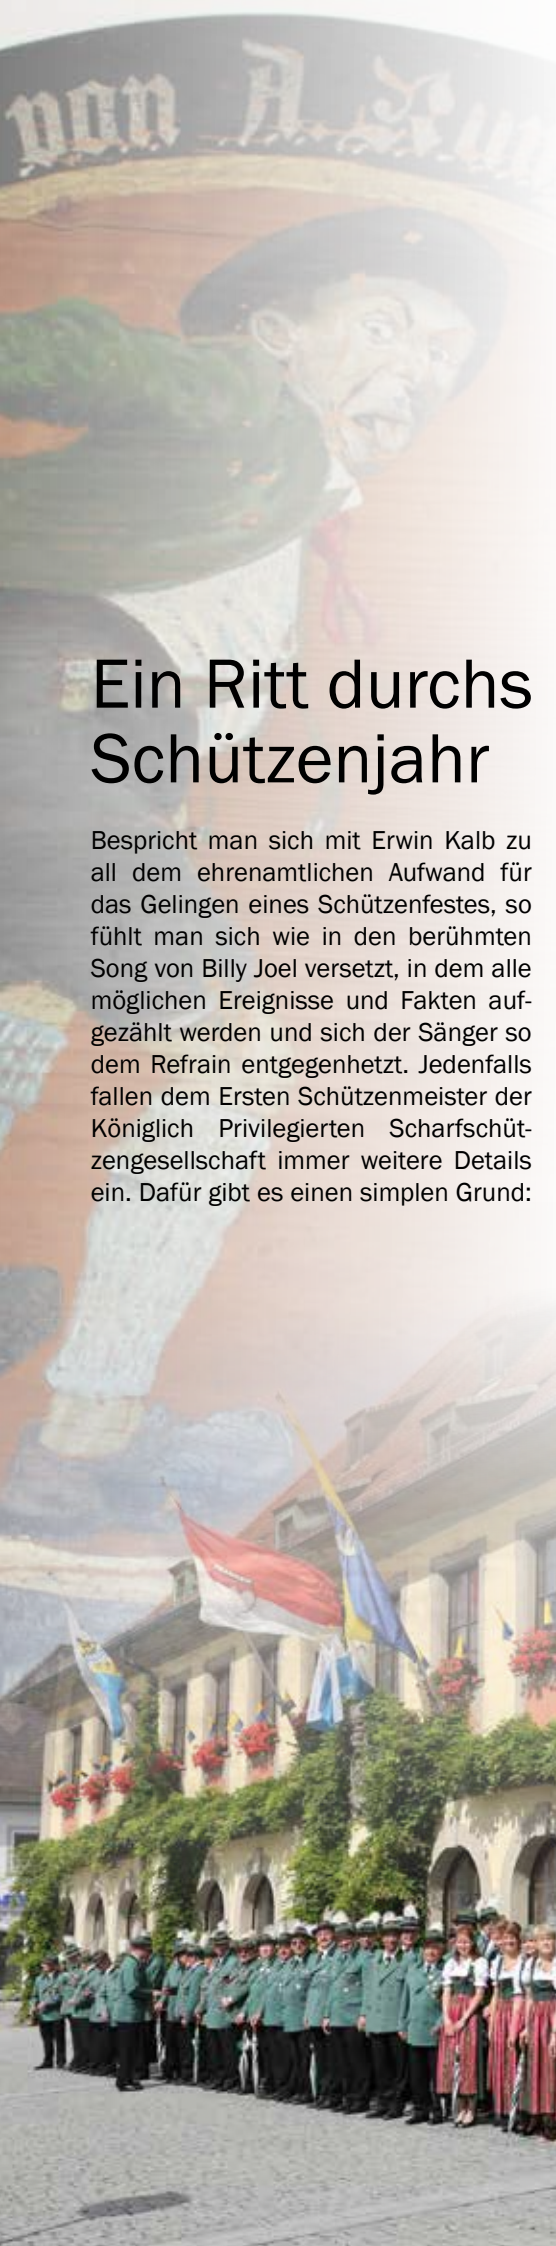 von A.
Ein Ritt durchs
Schützenjahr
Bespricht man sich mit Erwin Kalb zu
all dem ehrenamtlichen Aufwand für
das Gelingen eines Schützenfestes, so
fühlt man sich wie in den berühmten
Song von Billy Joel versetzt, in dem alle
möglichen Ereignisse und Fakten auf-
gezählt werden und sich der Sänger so
dem Refrain entgegenhetzt. Jedenfalls
fallen dem Ersten Schützenmeister der
Königlich Privilegierten Scharfschüt-
zengesellschaft immer weitere Details
ein. Dafür gibt es einen simplen Grund: